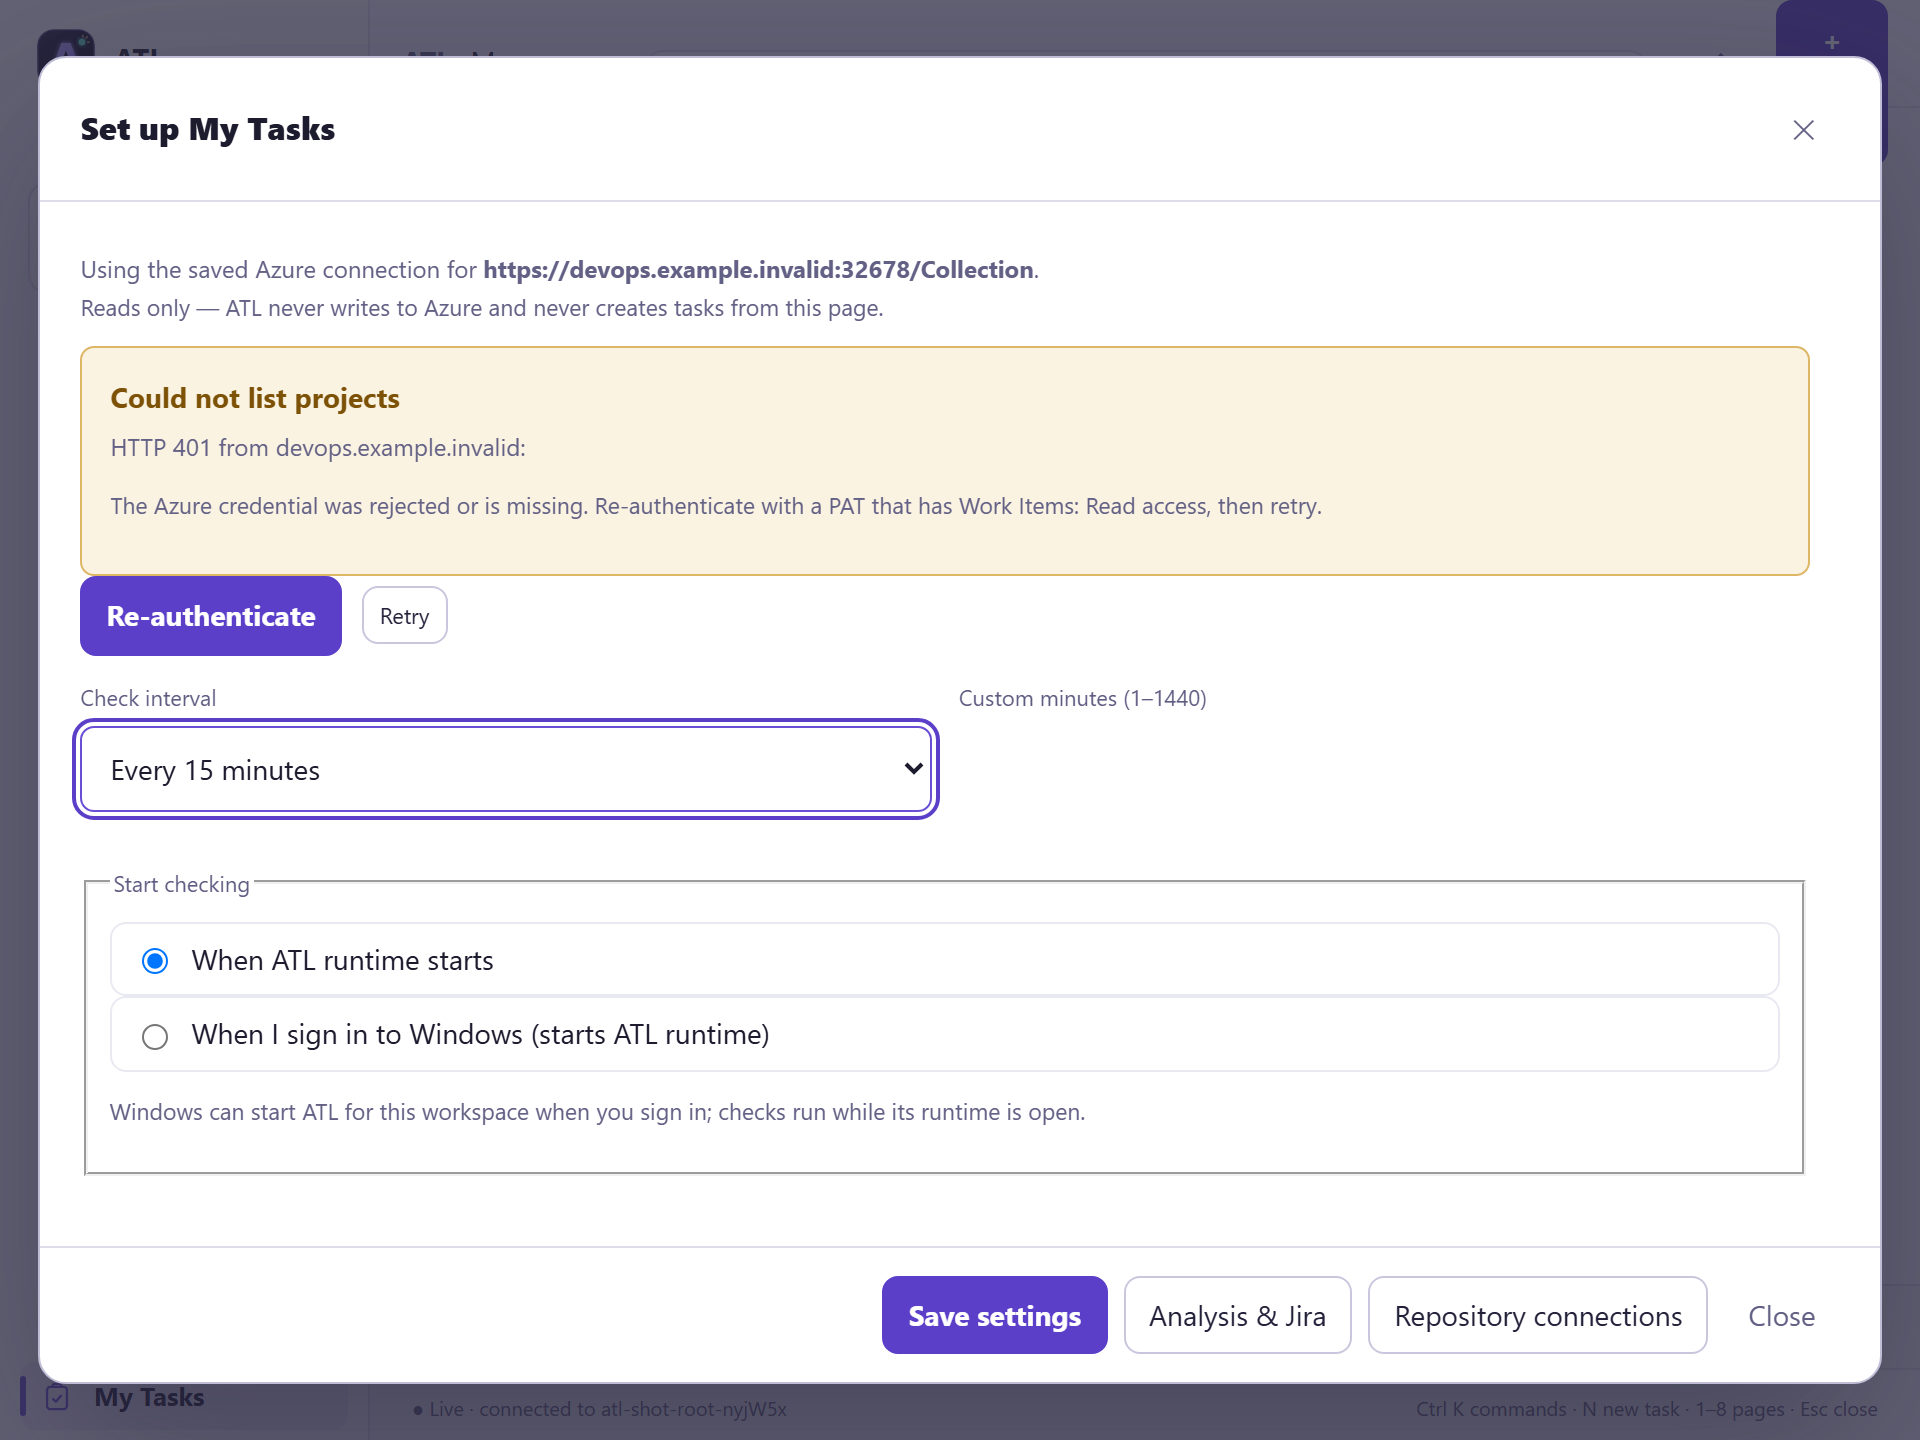 Set up My Tasks
Using the saved Azure connection for https://devops.example.invalid:32678/Collection.
Reads only — ATL never writes to Azure and never creates tasks from this page.
Could not list projects
HTTP 401 from devops.example.invalid:
The Azure credential was rejected or is missing. Re-authenticate with a PAT that has Work Items: Read access, then retry.
Re-authenticate
Retry
Check interval
Custom minutes (1–1440)
Every 15 minutes
Start checking
When ATL runtime starts
When I sign in to Windows (starts ATL runtime)
Windows can start ATL for this workspace when you sign in; checks run while its runtime is open.
Save settings
Analysis & Jira
Repository connections
Close
My Tasks
● Live · connected to atl-shot-root-nyjW5x
Ctrl K commands · N new task · 1–8 pages · Esc close